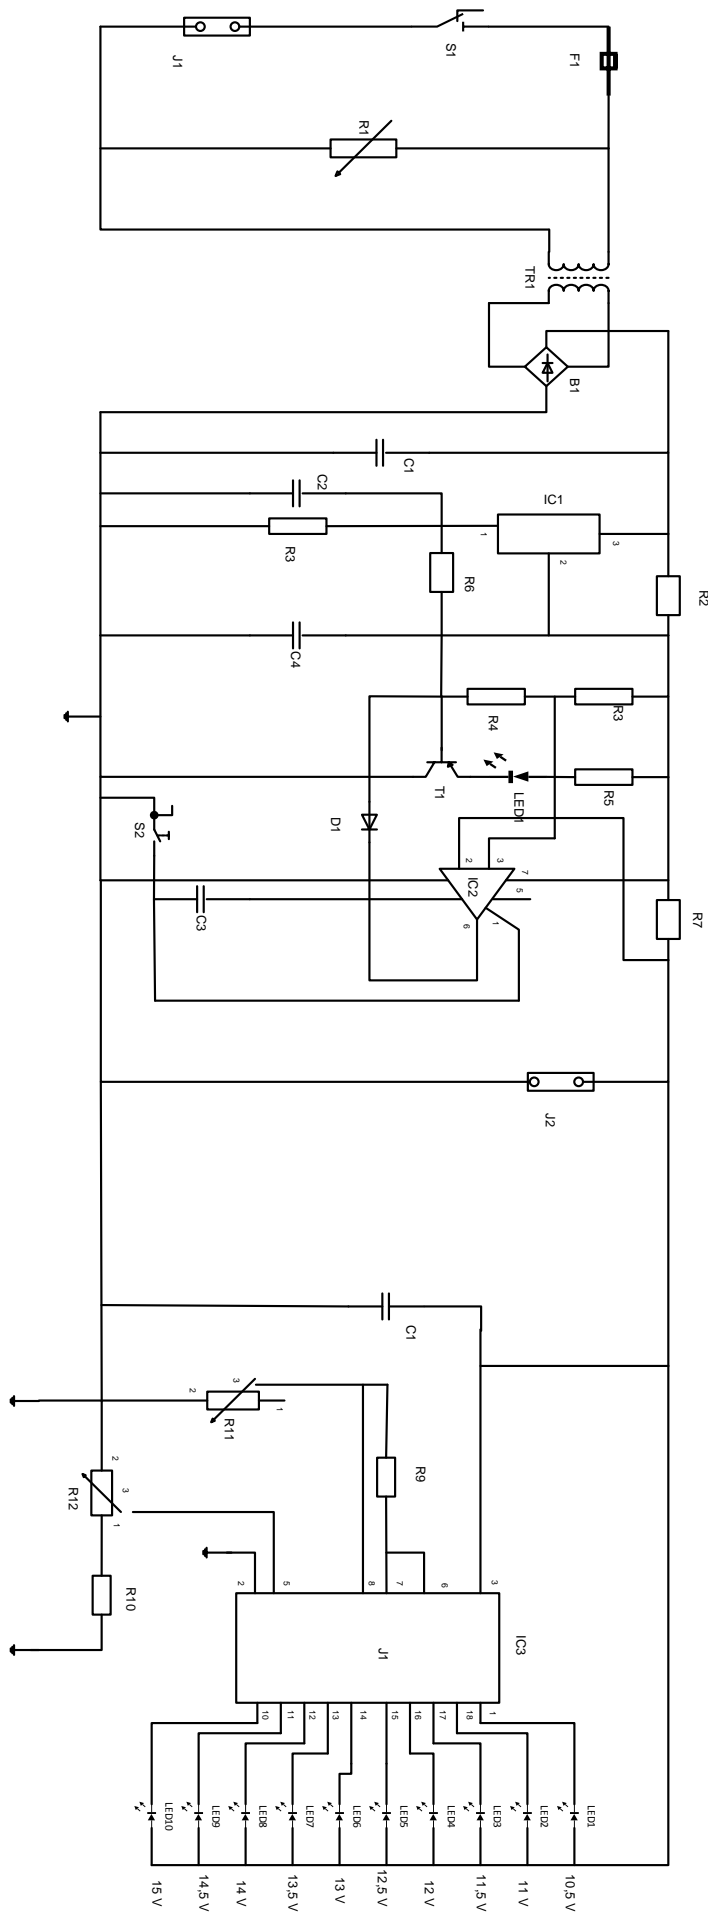 J1
S1
F1
R1
TR1
B1
C1
C2
IC1
R3
1
2
3
R6
R2
C4
R4
R3
T1
LED1
R5
S2
D1
2
3
7
5
IC2
6
1
C3
R7
J2
C1
2
3
1
R11
R9
2
3
1
R12
R10
2
5
8
7
6
3
J1
IC3
10
11
12
13
14
15
16
17
18
1
LED10
LED9
LED8
LED7
LED6
LED5
LED4
LED3
LED2
LED1
15 V
14,5 V
14 V
13,5 V
13 V
12,5 V
12 V
11,5 V
11 V
10,5 V